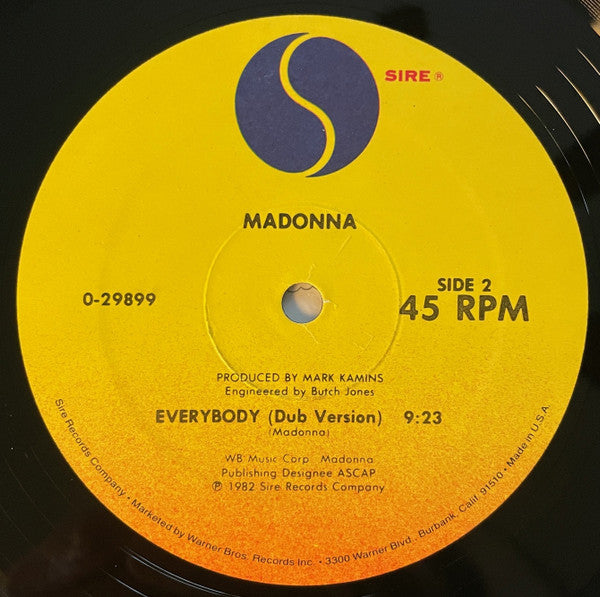 SIRE ®
MADONNA
0-29899
SIDE 2
45 RPM
PRODUCED BY MARK KAMINS
Engineered by Butch Jones
EVERYBODY (Dub Version) 9:23
(Madonna)
WB Music Corp. Madonna
Publishing Designee ASCAP
℗ 1982 Sire Records Company
Sire Records Company • Marketed by Warner Bros. Records Inc. • 3300 Warner Blvd., Burbank, Calif. 91510 • Made in U.S.A.